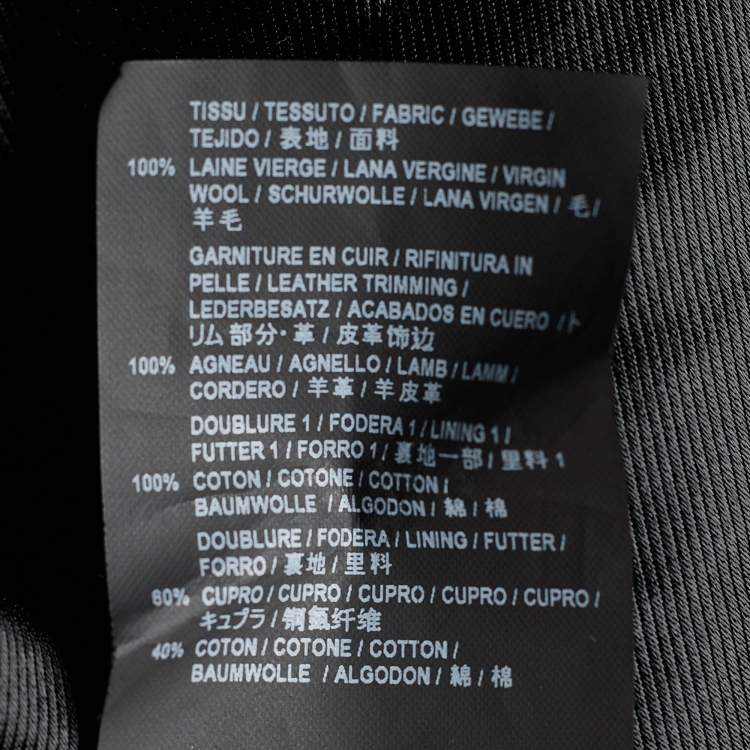 TISSU / TESSUTO / FABRIC / GEWEBE /
TEJIDO / 表地 / 面料
100% LAINE VIERGE / LANA VERGINE / VIRGIN
WOOL / SCHURWOLLE / LANA VIRGEN / 毛 /
羊毛
GARNITURE EN CUIR / RIFINITURA IN
PELLE / LEATHER TRIMMING /
LEDERBESATZ / ACABADOS EN CUERO / ト
リム部分・革 / 皮革饰边
100% AGNEAU / AGNELLO / LAMB / LAMM /
CORDERO / 羊革 / 羊皮革
DOUBLURE 1 / FODERA 1 / LINING 1 /
FUTTER 1 / FORRO 1 / 裏地一部 / 里料 1
100% COTON / COTONE / COTTON /
BAUMWOLLE / ALGODON / 綿 / 棉
DOUBLURE / FODERA / LINING / FUTTER /
FORRO / 裏地 / 里料
60% CUPRO / CUPRO / CUPRO / CUPRO / CUPRO /
キュプラ / 铜氨纤维
40% COTON / COTONE / COTTON /
BAUMWOLLE / ALGODON / 綿 / 棉